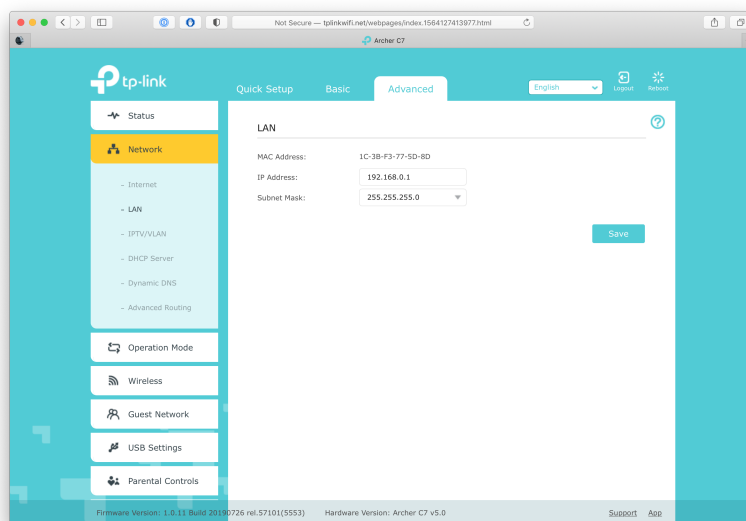 Not Secure — tplinkwifi.net/webpages/index.1564127413977.html
Archer C7
tp-link
Quick Setup
Basic
Advanced
English
Logout
Reboot
Status
Network
- Internet
- LAN
- IPTV/VLAN
- DHCP Server
- Dynamic DNS
- Advanced Routing
Operation Mode
Wireless
Guest Network
USB Settings
Parental Controls
LAN
MAC Address: 1C-3B-F3-77-5D-8D
IP Address: 192.168.0.1
Subnet Mask: 255.255.255.0
Save
Firmware Version: 1.0.11 Build 20190726 rel.57101(5553) Hardware Version: Archer C7 v5.0 Support App